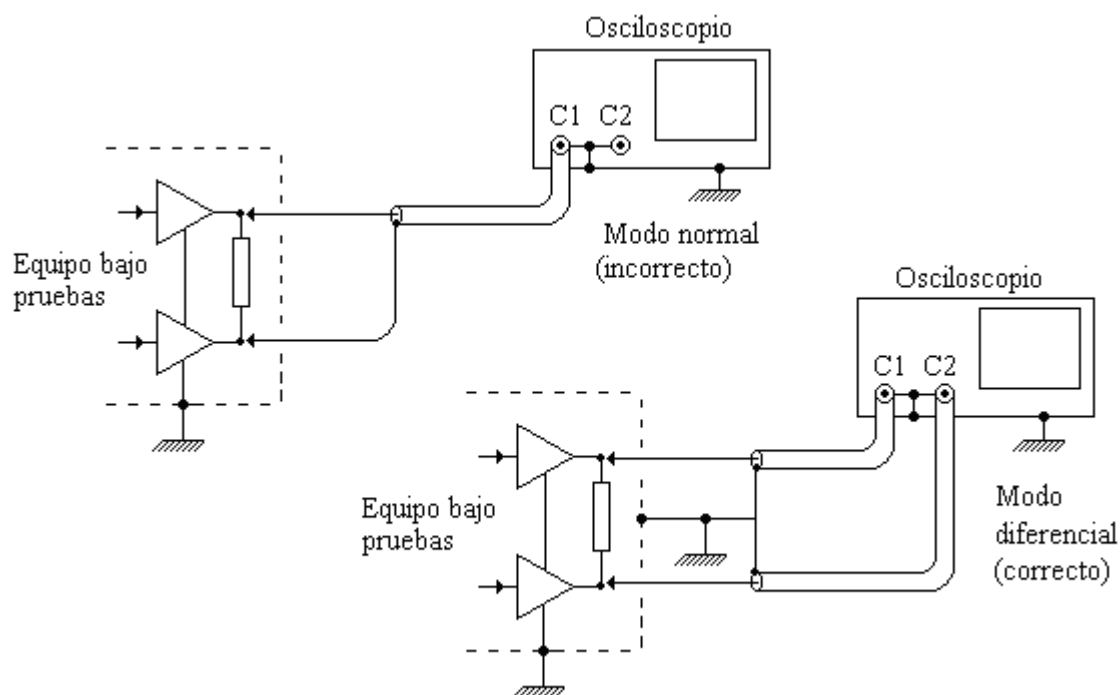 Osciloscopio
C1 C2
Equipo bajo
pruebas
Modo normal
(incorrecto)
Osciloscopio
C1 C2
Equipo bajo
pruebas
Modo
diferencial
(correcto)